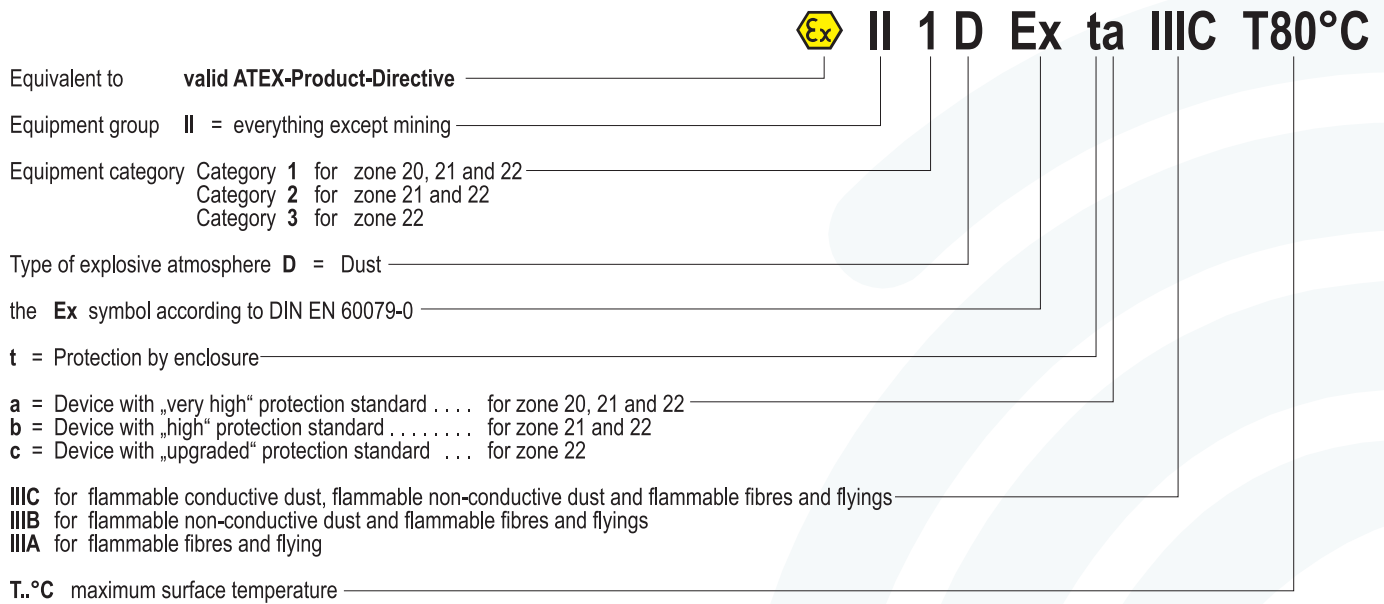 Ex II 1 D Ex ta IIIC T80°C
Equivalent to valid ATEX-Product-Directive
Equipment group II = everything except mining
Equipment category Category 1 for zone 20, 21 and 22
Category 2 for zone 21 and 22
Category 3 for zone 22
Type of explosive atmosphere D = Dust
the Ex symbol according to DIN EN 60079-0
t = Protection by enclosure
a = Device with „very high“ protection standard . . . . for zone 20, 21 and 22
b = Device with „high“ protection standard . . . . . . . . for zone 21 and 22
c = Device with „upgraded“ protection standard . . . for zone 22
IIIC for flammable conductive dust, flammable non-conductive dust and flammable fibres and flyings
IIIB for flammable non-conductive dust and flammable fibres and flyings
IIIA for flammable fibres and flying
T..°C maximum surface temperature